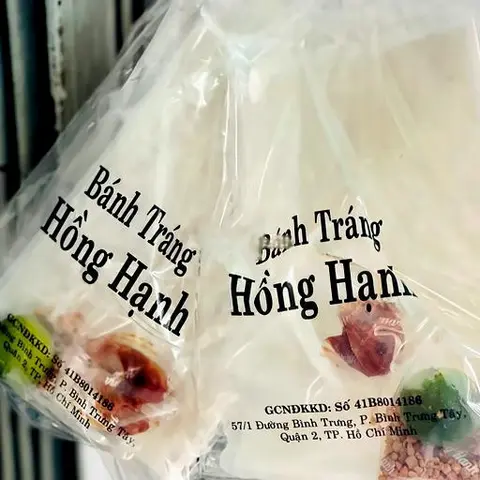 Bánh Tráng
Hồng Hạnh
GCNĐKKD: Số 41B8014186
Đường Bình Trưng, P. Bình Trưng Tây,
Quận 2, TP. Hồ Chí Minh
Bánh Tráng
Hồng Hạnh
GCNĐKKD: Số 41B8014186
57/1 Đường Bình Trưng, P. Bình Trưng Tây,
Quận 2, TP. Hồ Chí Minh